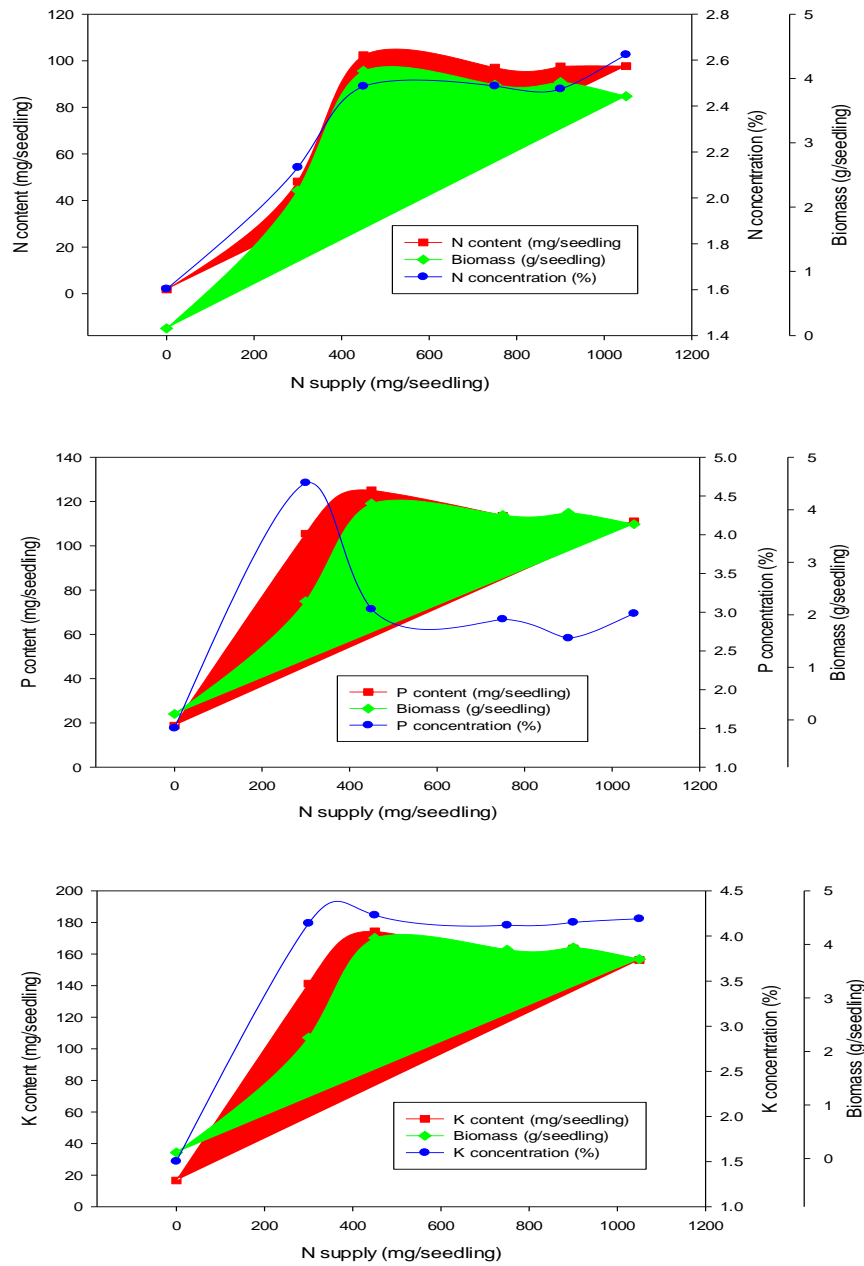 120
100
80
60
40
20
0
N content (mg/seedling)
2.8
2.6
2.4
2.2
2.0
1.8
1.6
1.4
N concentration (%)
5
4
3
2
1
0
Biomass (g/seedling)
N content (mg/seedling
Biomass (g/seedling)
N concentration (%)
0 200 400 600 800 1000 1200
N supply (mg/seedling)
140
120
100
80
60
40
20
0
P content (mg/seedling)
5.0
4.5
4.0
3.5
3.0
2.5
2.0
1.5
1.0
P concentration (%)
5
4
3
2
1
0
Biomass (g/seedling)
P content (mg/seedling)
Biomass (g/seedling)
P concentration (%)
0 200 400 600 800 1000 1200
N supply (mg/seedling)
200
180
160
140
120
100
80
60
40
20
0
K content (mg/seedling)
4.5
4.0
3.5
3.0
2.5
2.0
1.5
1.0
K concentration (%)
5
4
3
2
1
0
Biomass (g/seedling)
K content (mg/seedling)
Biomass (g/seedling)
K concentration (%)
0 200 400 600 800 1000 1200
N supply (mg/seedling)